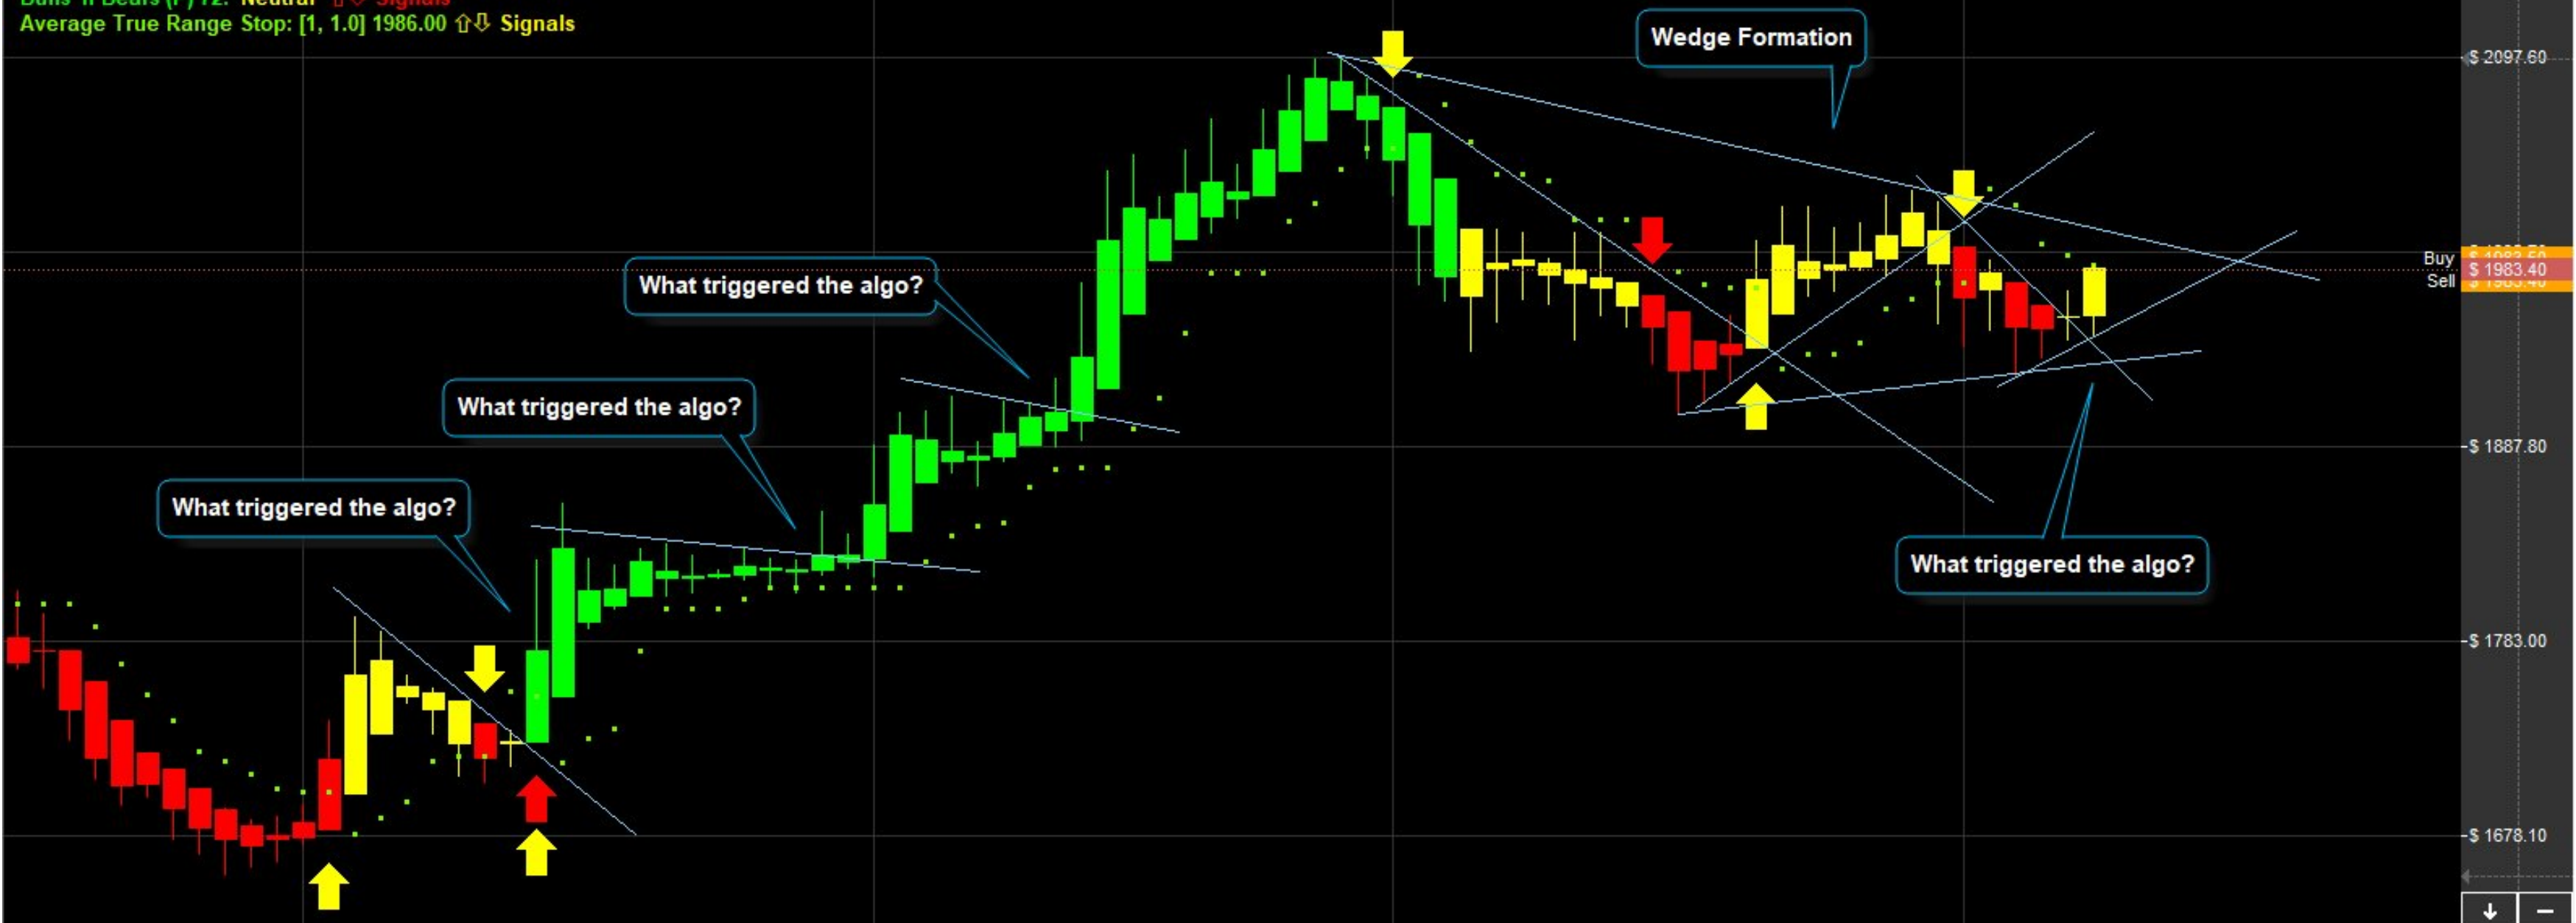 Average True Range Stop: [1, 1.0] 1986.00 ⇧⇩ Signals
Wedge Formation
$ 2097.60
Buy
$ 1983.40
Sell
What triggered the algo?
What triggered the algo?
$ 1887.80
What triggered the algo?
What triggered the algo?
$ 1783.00
$ 1678.10